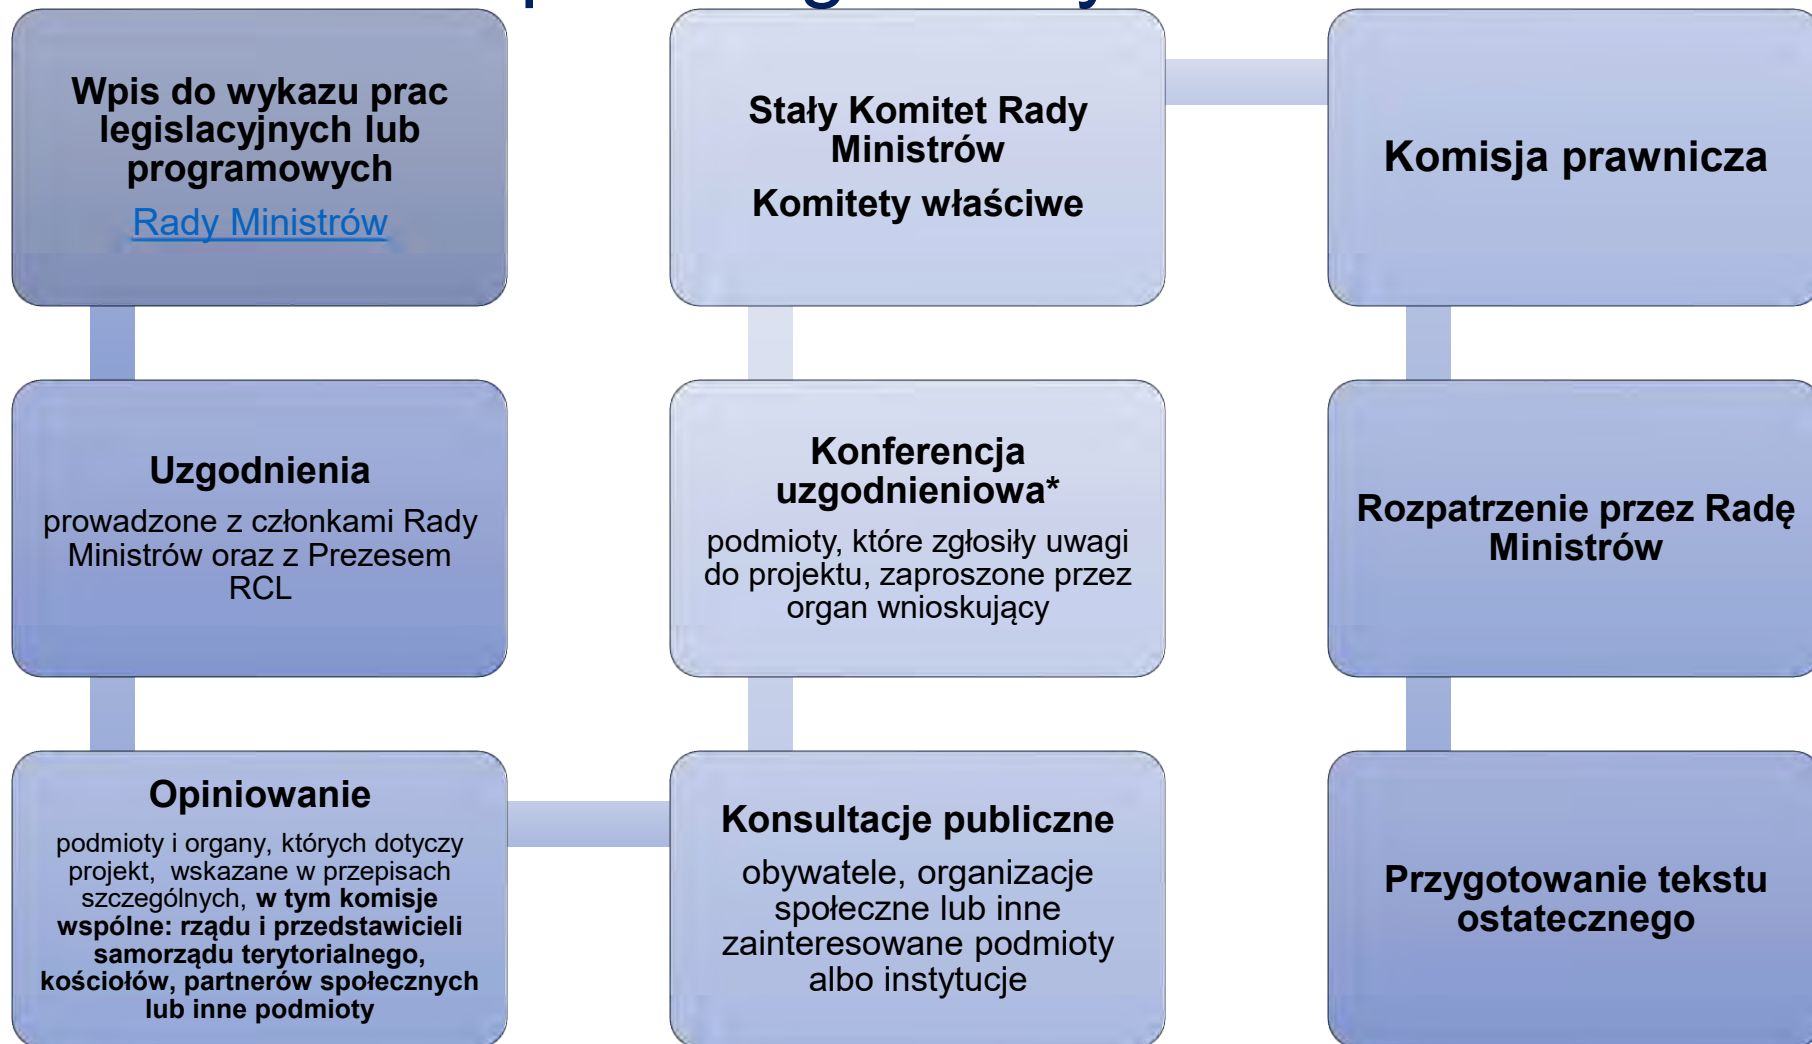 Wpis do wykazu prac
legislacyjnych lub
programowych
Rady Ministrów
Uzgodnienia
prowadzone z członkami Rady
Ministrów oraz z Prezesem
RCL
Opiniowanie
podmioty i organy, których dotyczy
projekt, wskazane w przepisach
szczególnych, w tym komisje
wspólne: rządu i przedstawicieli
samorządu terytorialnego,
kościołów, partnerów społecznych
lub inne podmioty
Konsultacje publiczne
obywatele, organizacje
społeczne lub inne
zainteresowane podmioty
albo instytucje
Konferencja
uzgodnieniowa*
podmioty, które zgłosiły uwagi
do projektu, zaproszone przez
organ wnioskujący
Stały Komitet Rady
Ministrów
Komitety właściwe
Komisja prawnicza
Rozpatrzenie przez Radę
Ministrów
Przygotowanie tekstu
ostatecznego